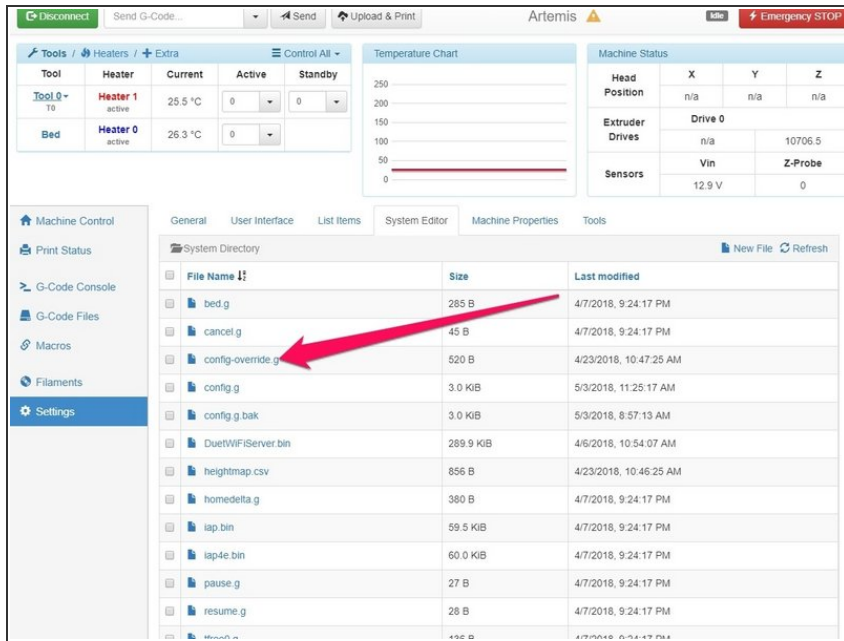 Disconnect Send G-Code... Send Upload & Print Artemis Idle Emergency STOP
Tools / Heaters / Extra Control All
Tool Heater Current Active Standby
Tool 0 Heater 1 25.5 °C 0 0
T0 active
Bed Heater 0 26.3 °C 0
active
Temperature Chart
250
200
150
100
50
0
Machine Status
Head Position X Y Z
n/a n/a n/a
Extruder Drives Drive 0
n/a 10706.5
Sensors Vin Z-Probe
12.9 V 0
Machine Control
Print Status
G-Code Console
G-Code Files
Macros
Filaments
Settings
General User Interface List Items System Editor Machine Properties Tools
System Directory New File Refresh
File Name Size Last modified
bed.g 285 B 4/7/2018, 9:24:17 PM
cancel.g 45 B 4/7/2018, 9:24:17 PM
config-override.g 520 B 4/23/2018, 10:47:25 AM
config.g 3.0 KiB 5/3/2018, 11:25:17 AM
config.g.bak 3.0 KiB 5/3/2018, 8:57:13 AM
DuetWiFiServer.bin 289.9 KiB 4/6/2018, 10:54:07 AM
heightmap.csv 856 B 4/23/2018, 10:46:25 AM
homedelta.g 380 B 4/7/2018, 9:24:17 PM
iap.bin 59.5 KiB 4/7/2018, 9:24:17 PM
iap4e.bin 60.0 KiB 4/7/2018, 9:24:17 PM
pause.g 27 B 4/7/2018, 9:24:17 PM
resume.g 28 B 4/7/2018, 9:24:17 PM